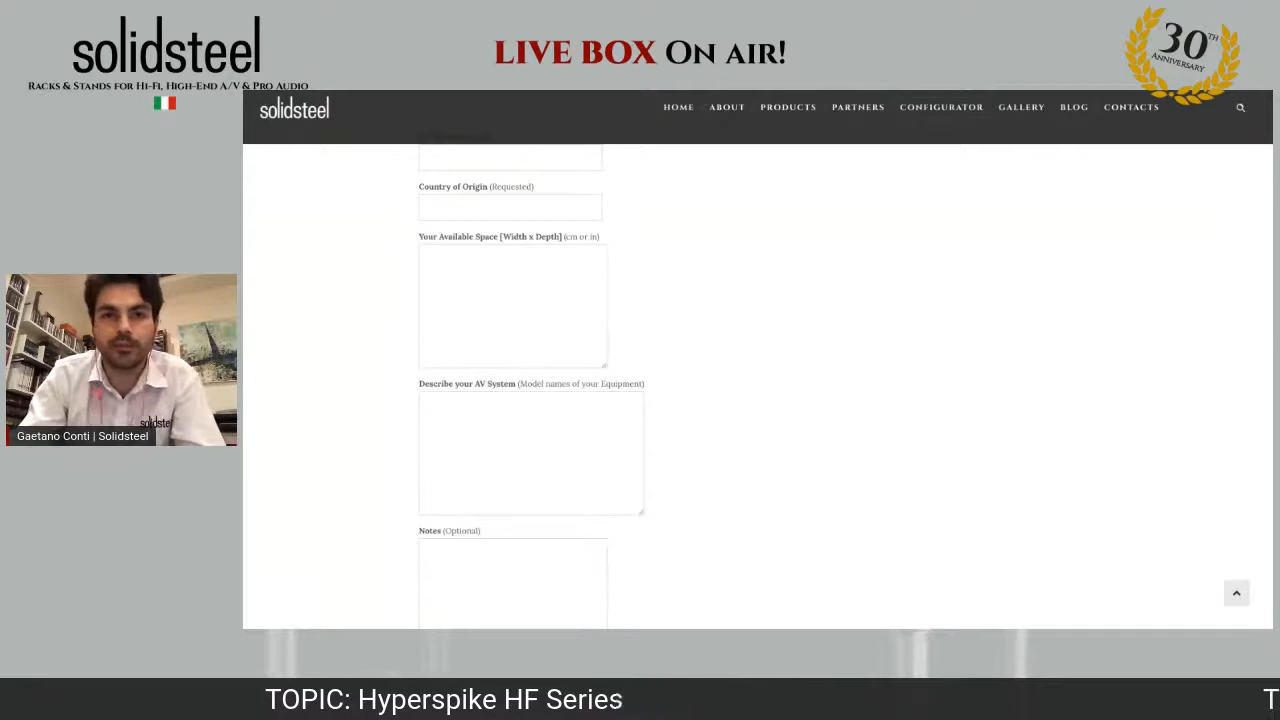 solidsteel
RACKS & STANDS FOR HI-FI, HIGH-END A/V & PRO AUDIO
LIVE BOX ON AIR!
30TH
ANNIVERSARY
solidsteel
HOME ABOUT PRODUCTS PARTNERS CONFIGURATOR GALLERY BLOG CONTACTS
Country of Origin (Requested)
Your Available Space [Width x Depth] (cm or in)
Describe your AV System (Model names of your Equipment)
Notes (Optional)
Gaetano Conti | Solidsteel
TOPIC: Hyperspike HF Series
T